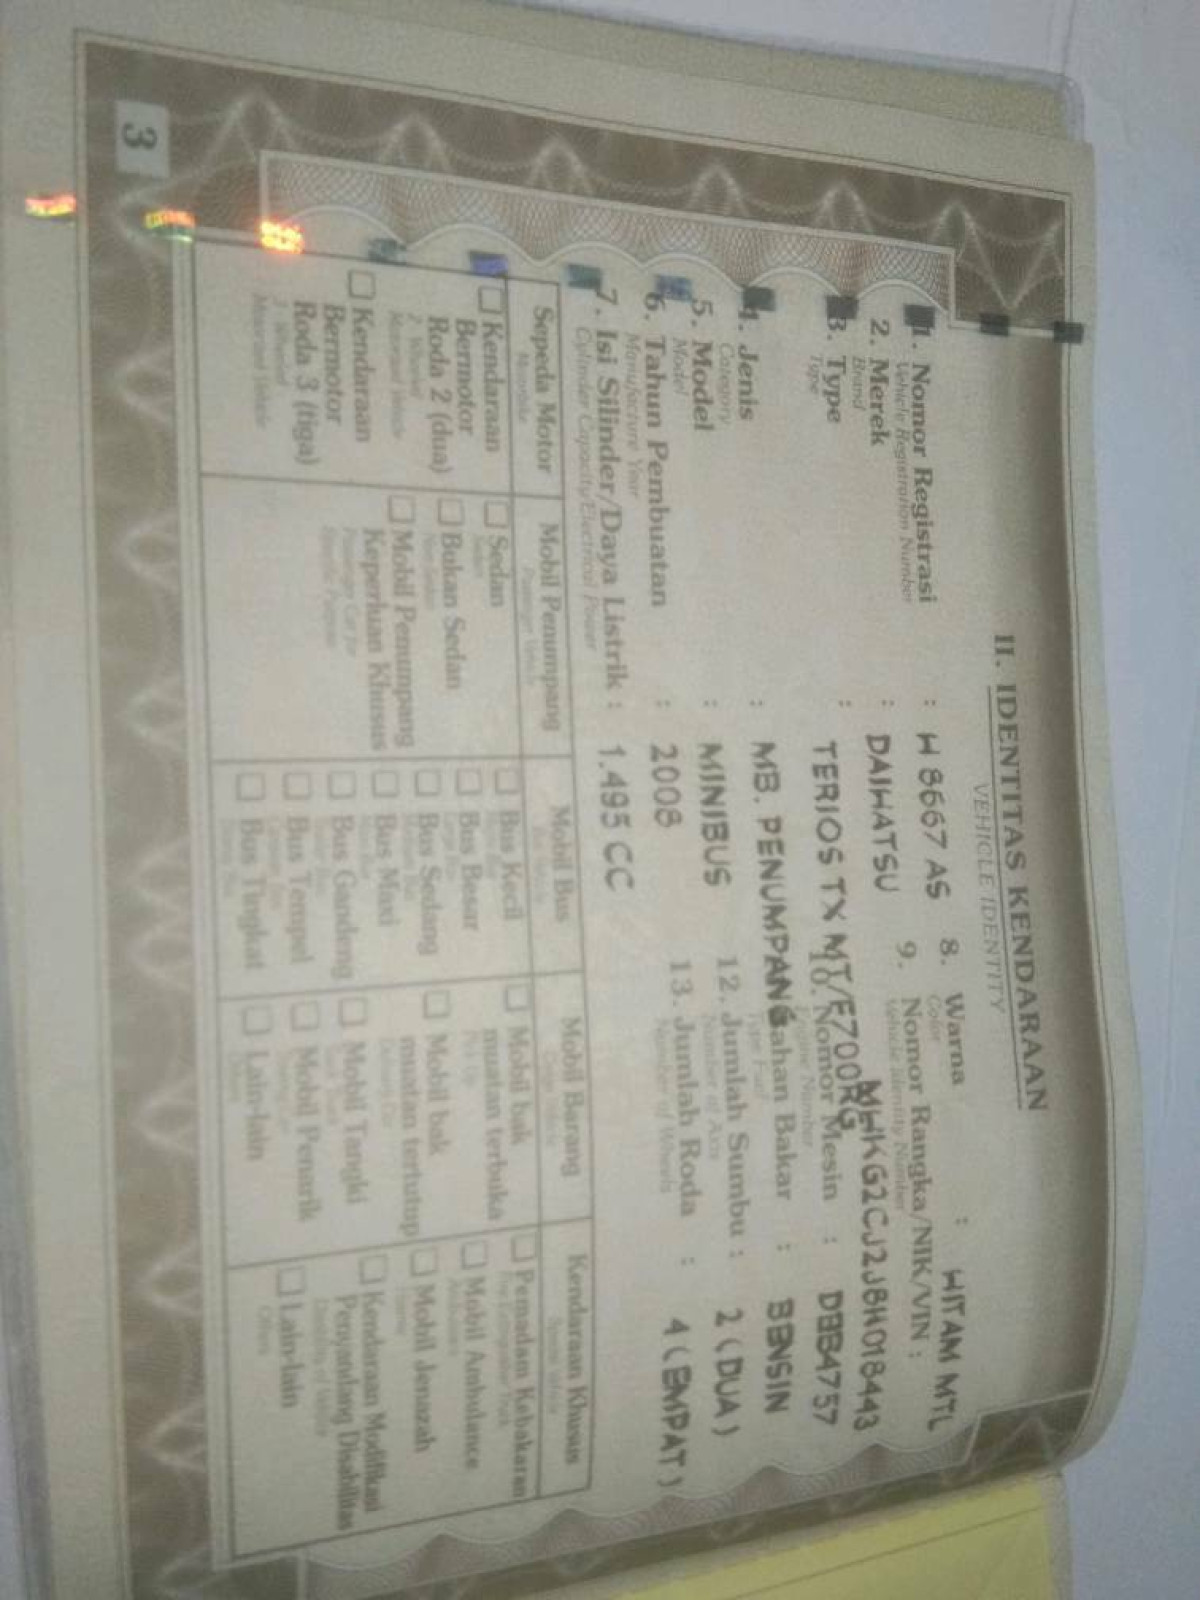 II. IDENTITAS KENDARAAN
VEHICLE IDENTITY
1. Nomor Registrasi : H 8667 AS
Vehicle Registration Number
2. Merek : DAIHATSU
Brand
3. Type : TERIOS TX MT/F700RG
Type
4. Jenis : MB. PENUMPANG
Category
5. Model : MINIBUS
Model
6. Tahun Pembuatan : 2008
Manufacture Year
7. Isi Silinder/Daya Listrik : 1.495 CC
Cylinder Capacity/Electrical Power
8. Warna : HITAM MTL
Color
9. Nomor Rangka/NIK/VIN : MHKG2CJ2J8H018443
Vehicle Identity Number
10. Nomor Mesin : DBB4757
Engine Number
Bahan Bakar : BENSIN
12. Jumlah Sumbu : 2 (DUA)
Number of Axis
13. Jumlah Roda : 4 (EMPAT)
Number of Wheels
Sepeda Motor
Kendaraan
Bermotor
Roda 2 (dua)
Kendaraan
Bermotor
Roda 3 (tiga)
Mobil Penumpang
Sedan
Bukan Sedan
Mobil Penumpang
Keperluan Khusus
Mobil Bus
Bus Kecil
Bus Besar
Bus Sedang
Bus Maxi
Bus Gandeng
Bus Tempel
Bus Tingkat
Mobil Barang
Mobil bak
muatan terbuka
Mobil bak
muatan tertutup
Mobil Tangki
Mobil Penarik
Lain-lain
Kendaraan Khusus
Pemadam Kebakaran
Mobil Ambulance
Mobil Jenazah
Kendaraan Modifikasi
Penyandang Disabilitas
Lain-lain
3